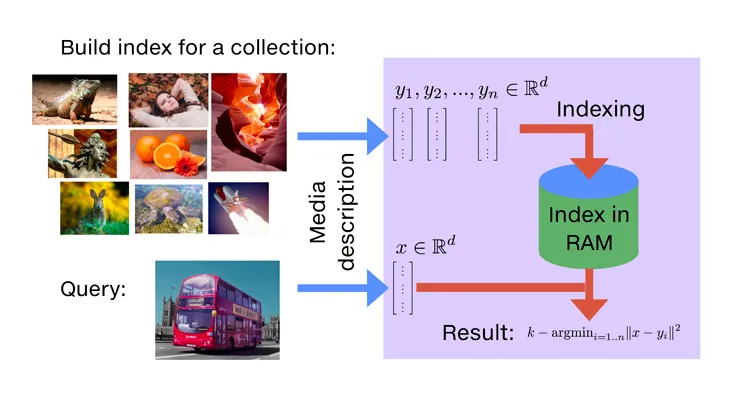 Build index for a collection:
y₁, y₂, ..., yₙ ∈ ℝᵈ
Indexing
Media
description
Index in
RAM
x ∈ ℝᵈ
Query:
Result: k − argminᵢ₌₁..ₙ‖x − yᵢ‖²